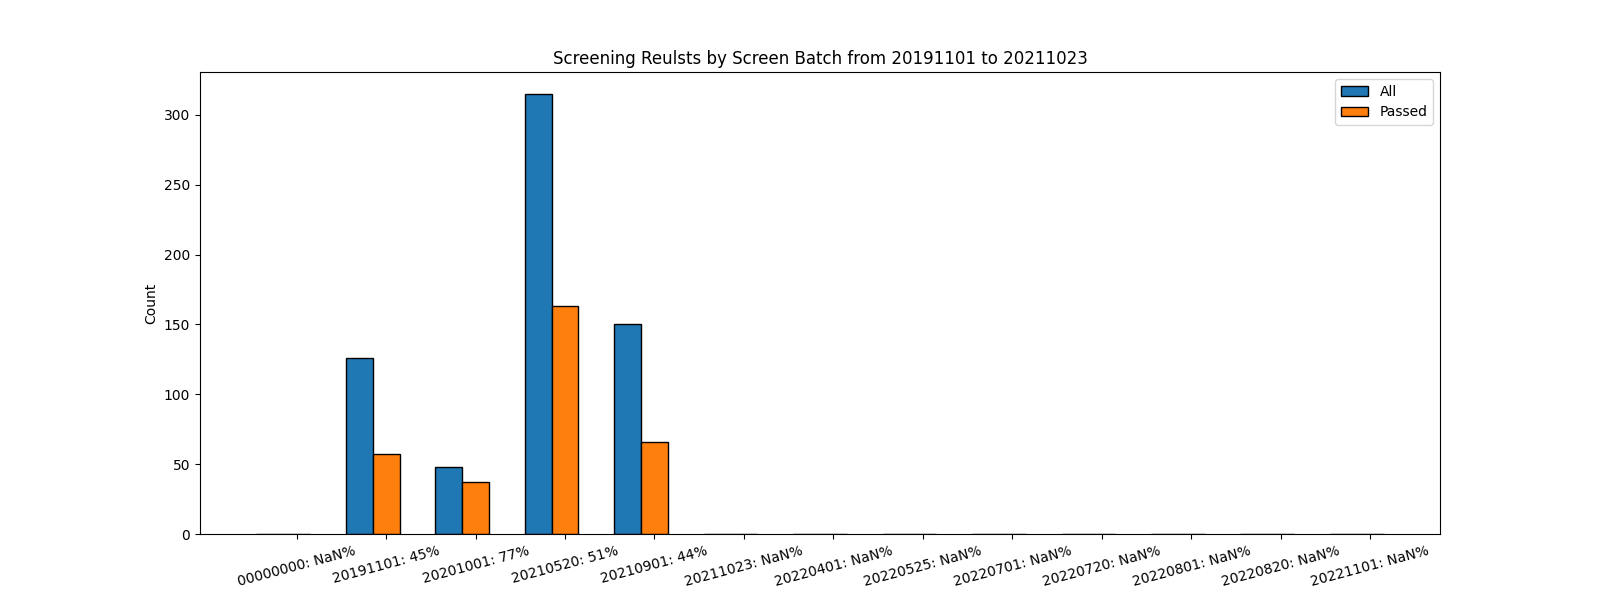 Screening Reulsts by Screen Batch from 20191101 to 20211023
All
Passed
Count
300
250
200
150
100
50
0
00000000: NaN%
20191101: 45%
20201001: 77%
20210520: 51%
20210901: 44%
20211023: NaN%
20220401: NaN%
20220525: NaN%
20220701: NaN%
20220720: NaN%
20220801: NaN%
20220820: NaN%
20221101: NaN%